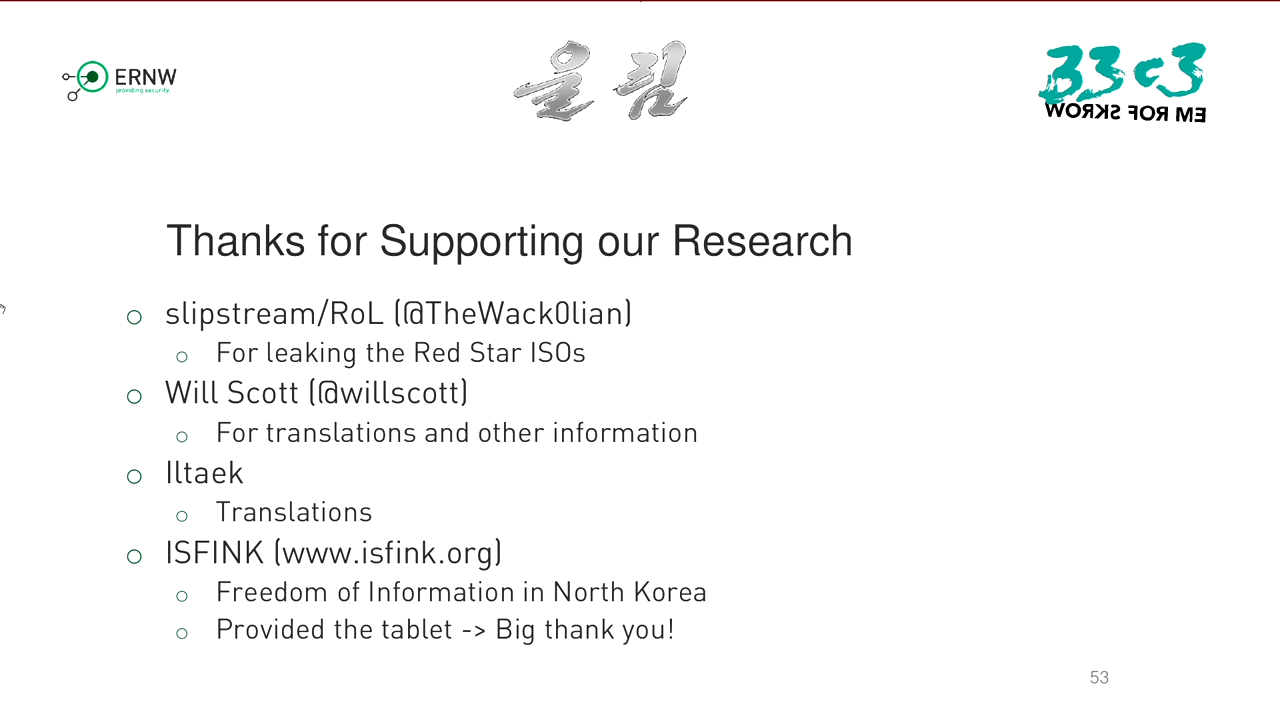 ERNW
providing security.
울림
33c3
WORKS FOR ME
Thanks for Supporting our Research
slipstream/RoL (@TheWack0lian)
For leaking the Red Star ISOs
Will Scott (@willscott)
For translations and other information
Iltaek
Translations
ISFINK (www.isfink.org)
Freedom of Information in North Korea
Provided the tablet -> Big thank you!
53